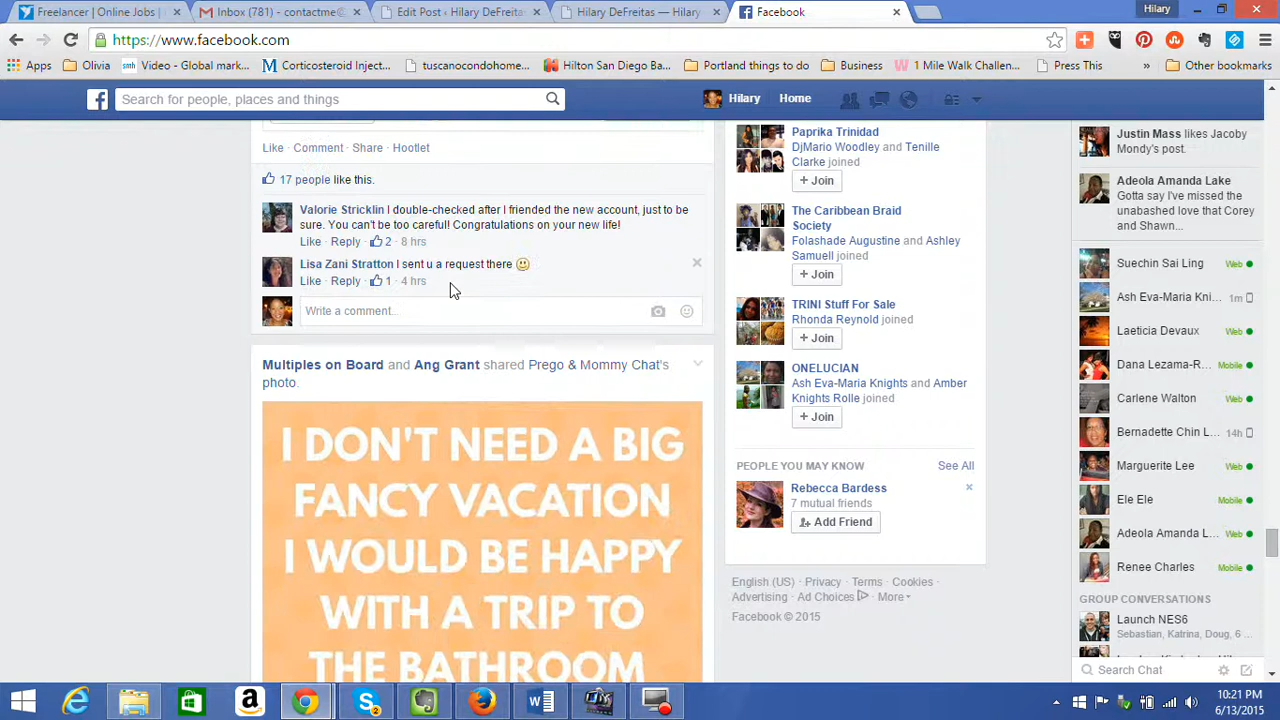 Freelancer | Online Jobs |
Inbox (781) - contactme@
Edit Post ‹ Hilary DeFreitas
Hilary DeFreitas — Hilary
Facebook
Hilary
https://www.facebook.com
Apps
Olivia
smh
Video - Global mark...
Corticosteroid Inject...
tuscanocondohome...
Hilton San Diego Ba...
Portland things to do
Business
1 Mile Walk Challen...
Press This
Other bookmarks
Search for people, places and things
Hilary
Home
Like · Comment · Share · Hootlet
17 people like this.
Valorie Stricklin I double-checked after I friended the new account, just to be
sure. You can't be too careful! Congratulations on your new life!
Like · Reply · 2 · 8 hrs
Lisa Zani Stratton I sent u a request there
Like · Reply · 1 · 4 hrs
Write a comment...
Multiples on Board and Ang Grant shared Prego & Mommy Chat's
photo.
I DON'T NEED A BIG
FANCY VACATION
I WOULD BE HAPPY
WITH A TRIP TO
THE BATHROOM
Paprika Trinidad
DjMario Woodley and Tenille
Clarke joined
+ Join
The Caribbean Braid
Society
Folashade Augustine and Ashley
Samuell joined
+ Join
TRINI Stuff For Sale
Rhonda Reynold joined
+ Join
ONELUCIAN
Ash Eva-Maria Knights and Amber
Knights Rolle joined
+ Join
PEOPLE YOU MAY KNOW
See All
Rebecca Bardess
7 mutual friends
Add Friend
English (US) · Privacy · Terms · Cookies ·
Advertising · Ad Choices · More
Facebook © 2015
Justin Mass likes Jacoby
Mondy's post.
Adeola Amanda Lake
Gotta say I've missed the
unabashed love that Corey
and Shawn...
Suechin Sai Ling Web
Ash Eva-Maria Kni... 1m
Laeticia Devaux Web
Dana Lezama-R... Mobile
Carlene Walton Web
Bernadette Chin L... 14h
Marguerite Lee Web
Ele Ele Mobile
Adeola Amanda L... Web
Renee Charles Mobile
GROUP CONVERSATIONS
Launch NES6
Sebastian, Katrina, Doug, 6 ...
Search Chat
10:21 PM
6/13/2015